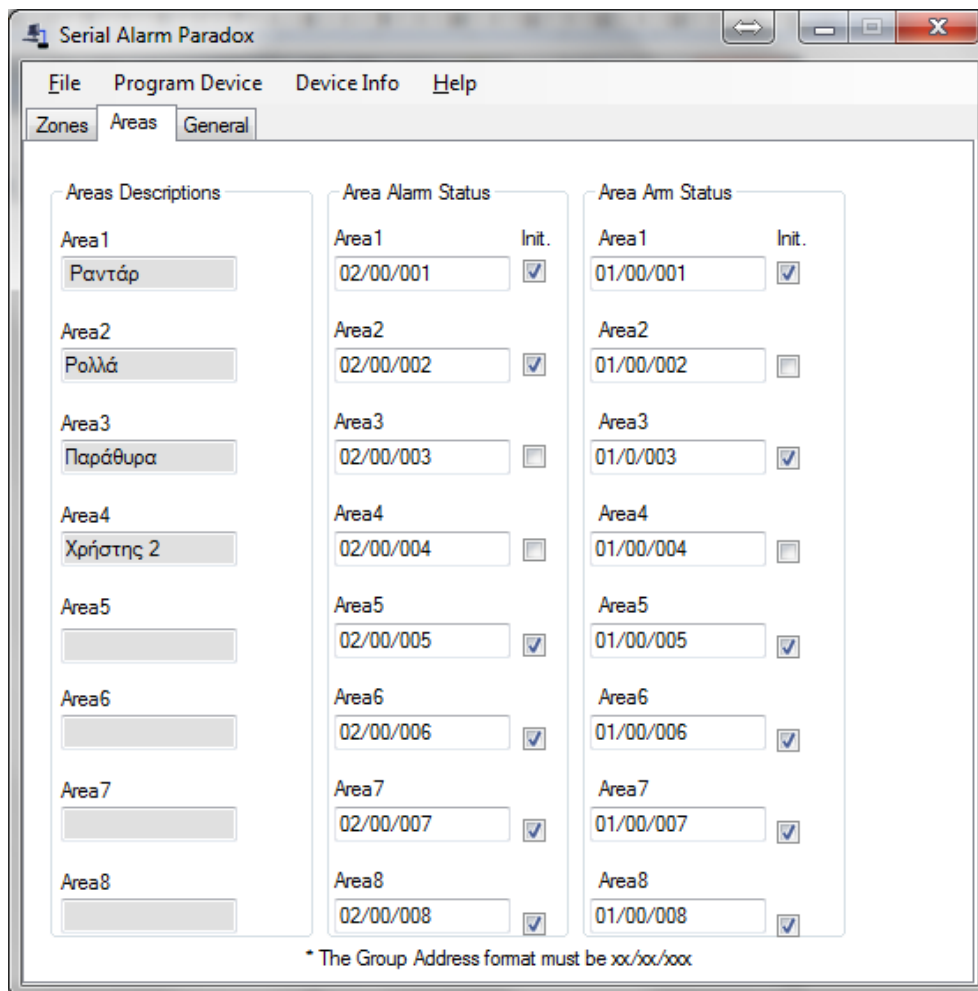 Serial Alarm Paradox
File Program Device Device Info Help
Zones Areas General
Areas Descriptions Area Alarm Status Area Arm Status
Area1 Area1 Init. Area1 Init.
Ραντάρ 02/00/001 01/00/001
Area2 Area2 Area2
Ρολλά 02/00/002 01/00/002
Area3 Area3 Area3
Παράθυρα 02/00/003 01/0/003
Area4 Area4 Area4
Χρήστης 2 02/00/004 01/00/004
Area5 Area5 Area5
02/00/005 01/00/005
Area6 Area6 Area6
02/00/006 01/00/006
Area7 Area7 Area7
02/00/007 01/00/007
Area8 Area8 Area8
02/00/008 01/00/008
* The Group Address format must be xx/xx/xxx